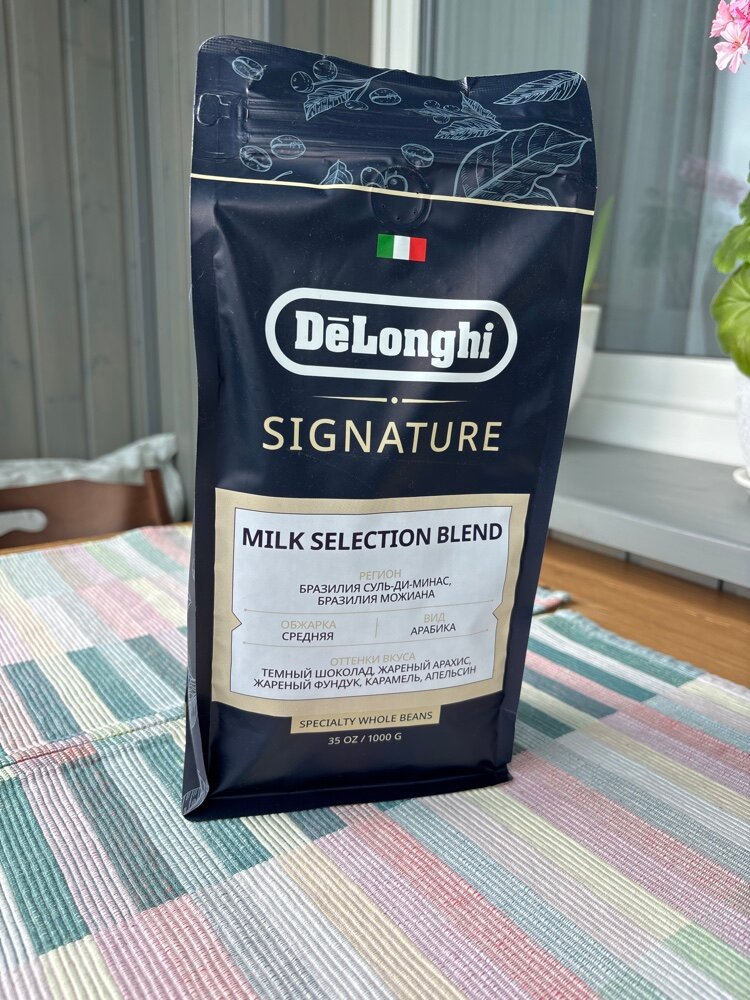 DēLonghi
SIGNATURE
MILK SELECTION BLEND
РЕГИОН
БРАЗИЛИЯ СУЛЬ-ДИ-МИНАС,
БРАЗИЛИЯ МОЖИАНА
ОБЖАРКА ВИД
СРЕДНЯЯ АРАБИКА
ОТТЕНКИ ВКУСА
ТЕМНЫЙ ШОКОЛАД, ЖАРЕНЫЙ АРАХИС,
ЖАРЕНЫЙ ФУНДУК, КАРАМЕЛЬ, АПЕЛЬСИН
SPECIALTY WHOLE BEANS
35 OZ / 1000 G